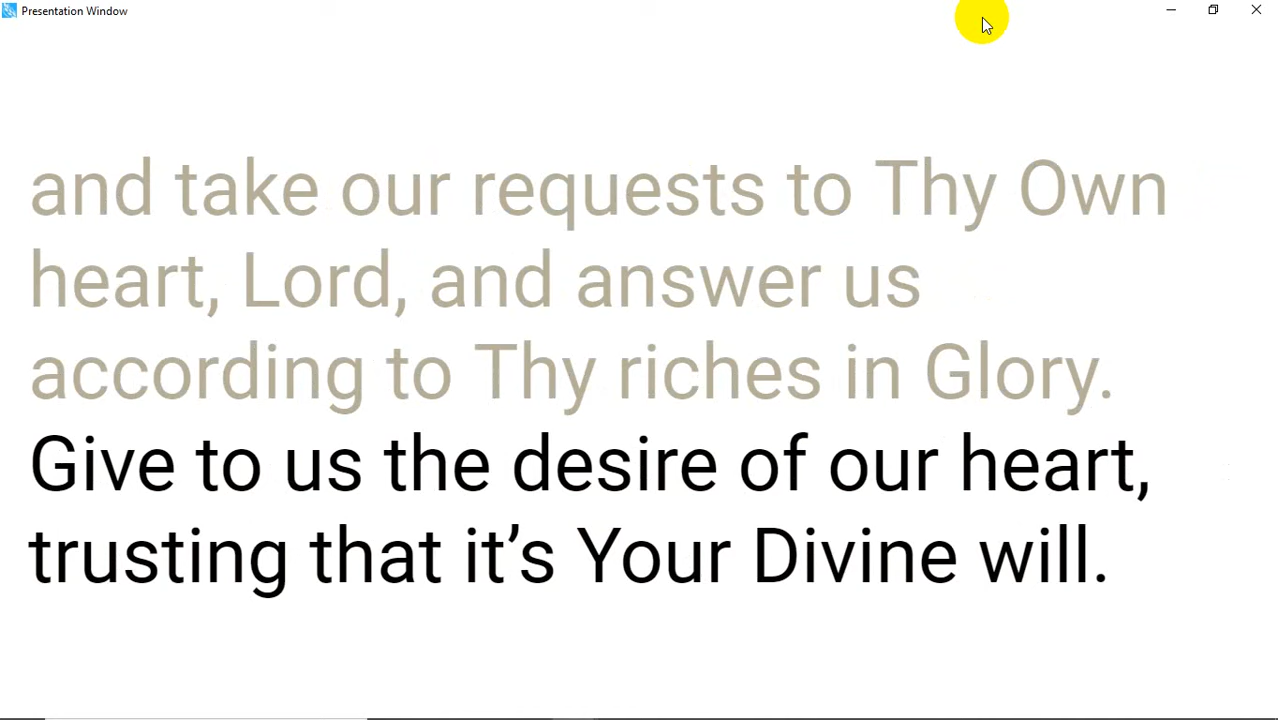 Presentation Window
and take our requests to Thy Own
heart, Lord, and answer us
according to Thy riches in Glory.
Give to us the desire of our heart,
trusting that it’s Your Divine will.